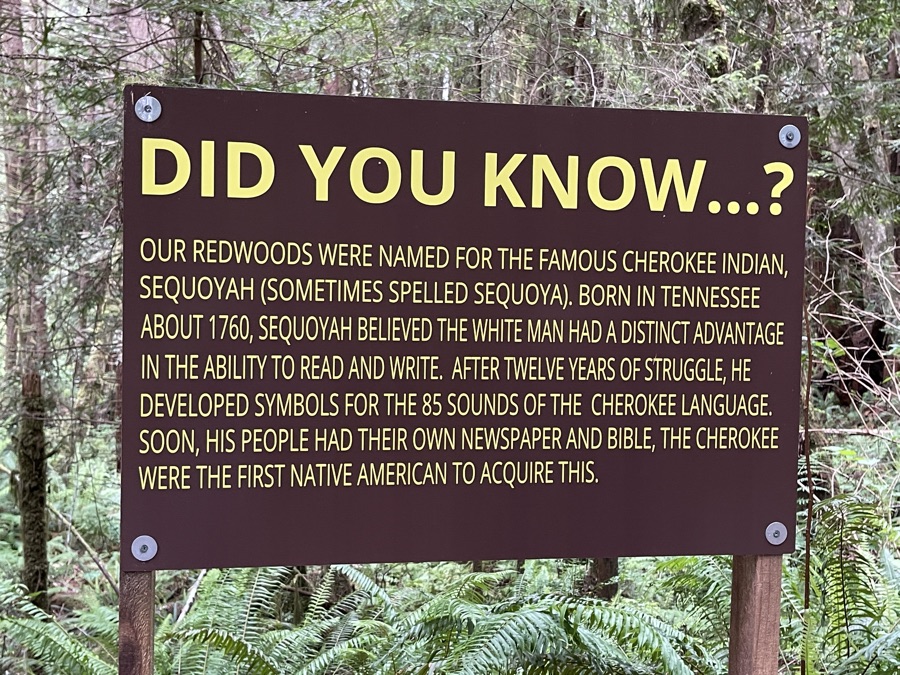 DID YOU KNOW...?
OUR REDWOODS WERE NAMED FOR THE FAMOUS CHEROKEE INDIAN,
SEQUOYAH (SOMETIMES SPELLED SEQUOYA). BORN IN TENNESSEE
ABOUT 1760, SEQUOYAH BELIEVED THE WHITE MAN HAD A DISTINCT ADVANTAGE
IN THE ABILITY TO READ AND WRITE. AFTER TWELVE YEARS OF STRUGGLE, HE
DEVELOPED SYMBOLS FOR THE 85 SOUNDS OF THE CHEROKEE LANGUAGE.
SOON, HIS PEOPLE HAD THEIR OWN NEWSPAPER AND BIBLE, THE CHEROKEE
WERE THE FIRST NATIVE AMERICAN TO ACQUIRE THIS.